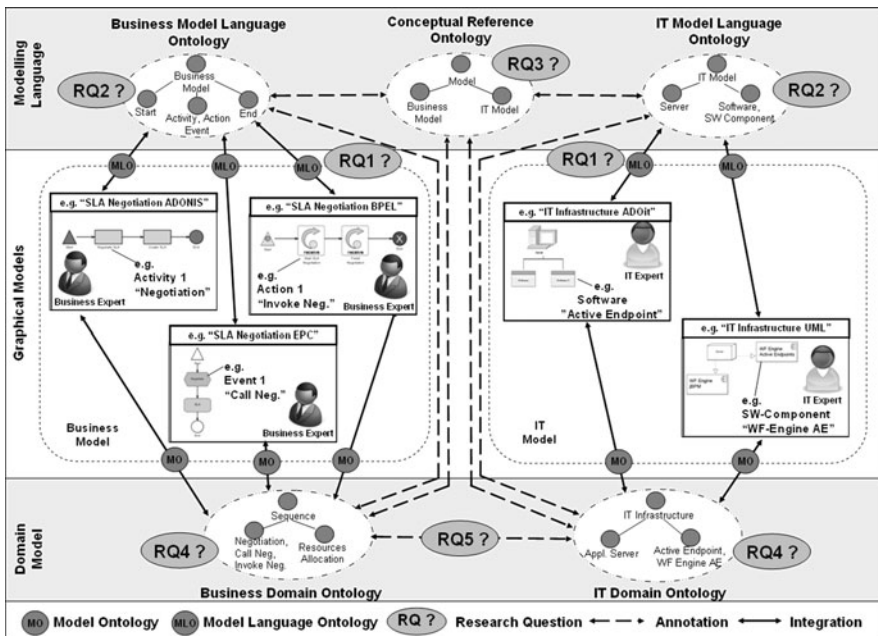 Business Model Language
Ontology
Conceptual Reference
Ontology
IT Model Language
Ontology
Modelling
Language
RQ2 ?
Business
Model
Start
Activity, Action
Event
End
RQ3 ?
Model
Business
Model
IT Model
IT Model
Server
Software,
SW Component
RQ2 ?
MLO
MLO
MLO
RQ1 ?
RQ1 ?
MLO
MLO
Graphical Models
e.g. "SLA Negotiation ADONIS"
e.g.
Activity 1
"Negotiation"
Business Expert
e.g. "SLA Negotiation BPEL"
e.g.
Action 1
"Invoke Neg."
Business Expert
e.g. "SLA Negotiation EPC"
e.g.
Event 1
"Call Neg."
Business Expert
Business
Model
e.g. "IT Infrastructure ADOit"
IT Expert
e.g.
Software
"Active Endpoint"
e.g. "IT Infrastructure UML"
WF Engine
Active Endpoints
WF Engine
IT Expert
e.g.
SW-Component
"WF-Engine AE"
IT
Model
MO
MO
MO
MO
MO
Domain
Model
RQ4 ?
Sequence
Negotiation,
Call Neg,
Invoke Neg.
Resources
Allocation
RQ5 ?
IT Infrastructure
Appl. Server
Active Endpoint,
WF Engine AE
RQ4 ?
Business Domain Ontology
IT Domain Ontology
MO Model Ontology
MLO Model Language Ontology
RQ ? Research Question
Annotation
Integration